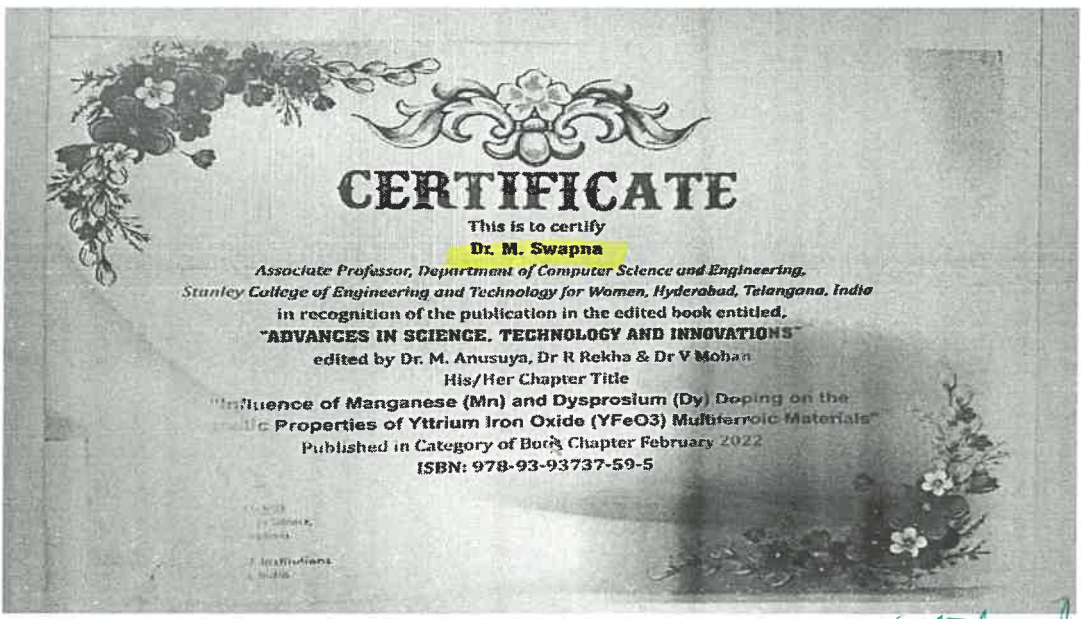 CERTIFICATE
This is to certify
Dr. M. Swapna
Associate Professor, Department of Computer Science and Engineering,
Stanley College of Engineering and Technology for Women, Hyderabad, Telangana, India
in recognition of the publication in the edited book entitled,
"ADVANCES IN SCIENCE, TECHNOLOGY AND INNOVATIONS"
edited by Dr. M. Anusuya, Dr R Rekha & Dr V Mohan
His/Her Chapter Title
"Influence of Manganese (Mn) and Dysprosium (Dy) Doping on the
Properties of Yttrium Iron Oxide (YFeO3) Multiferroic Materials"
Published in Category of Book Chapter February 2022
ISBN: 978-93-93737-59-5
Institutions